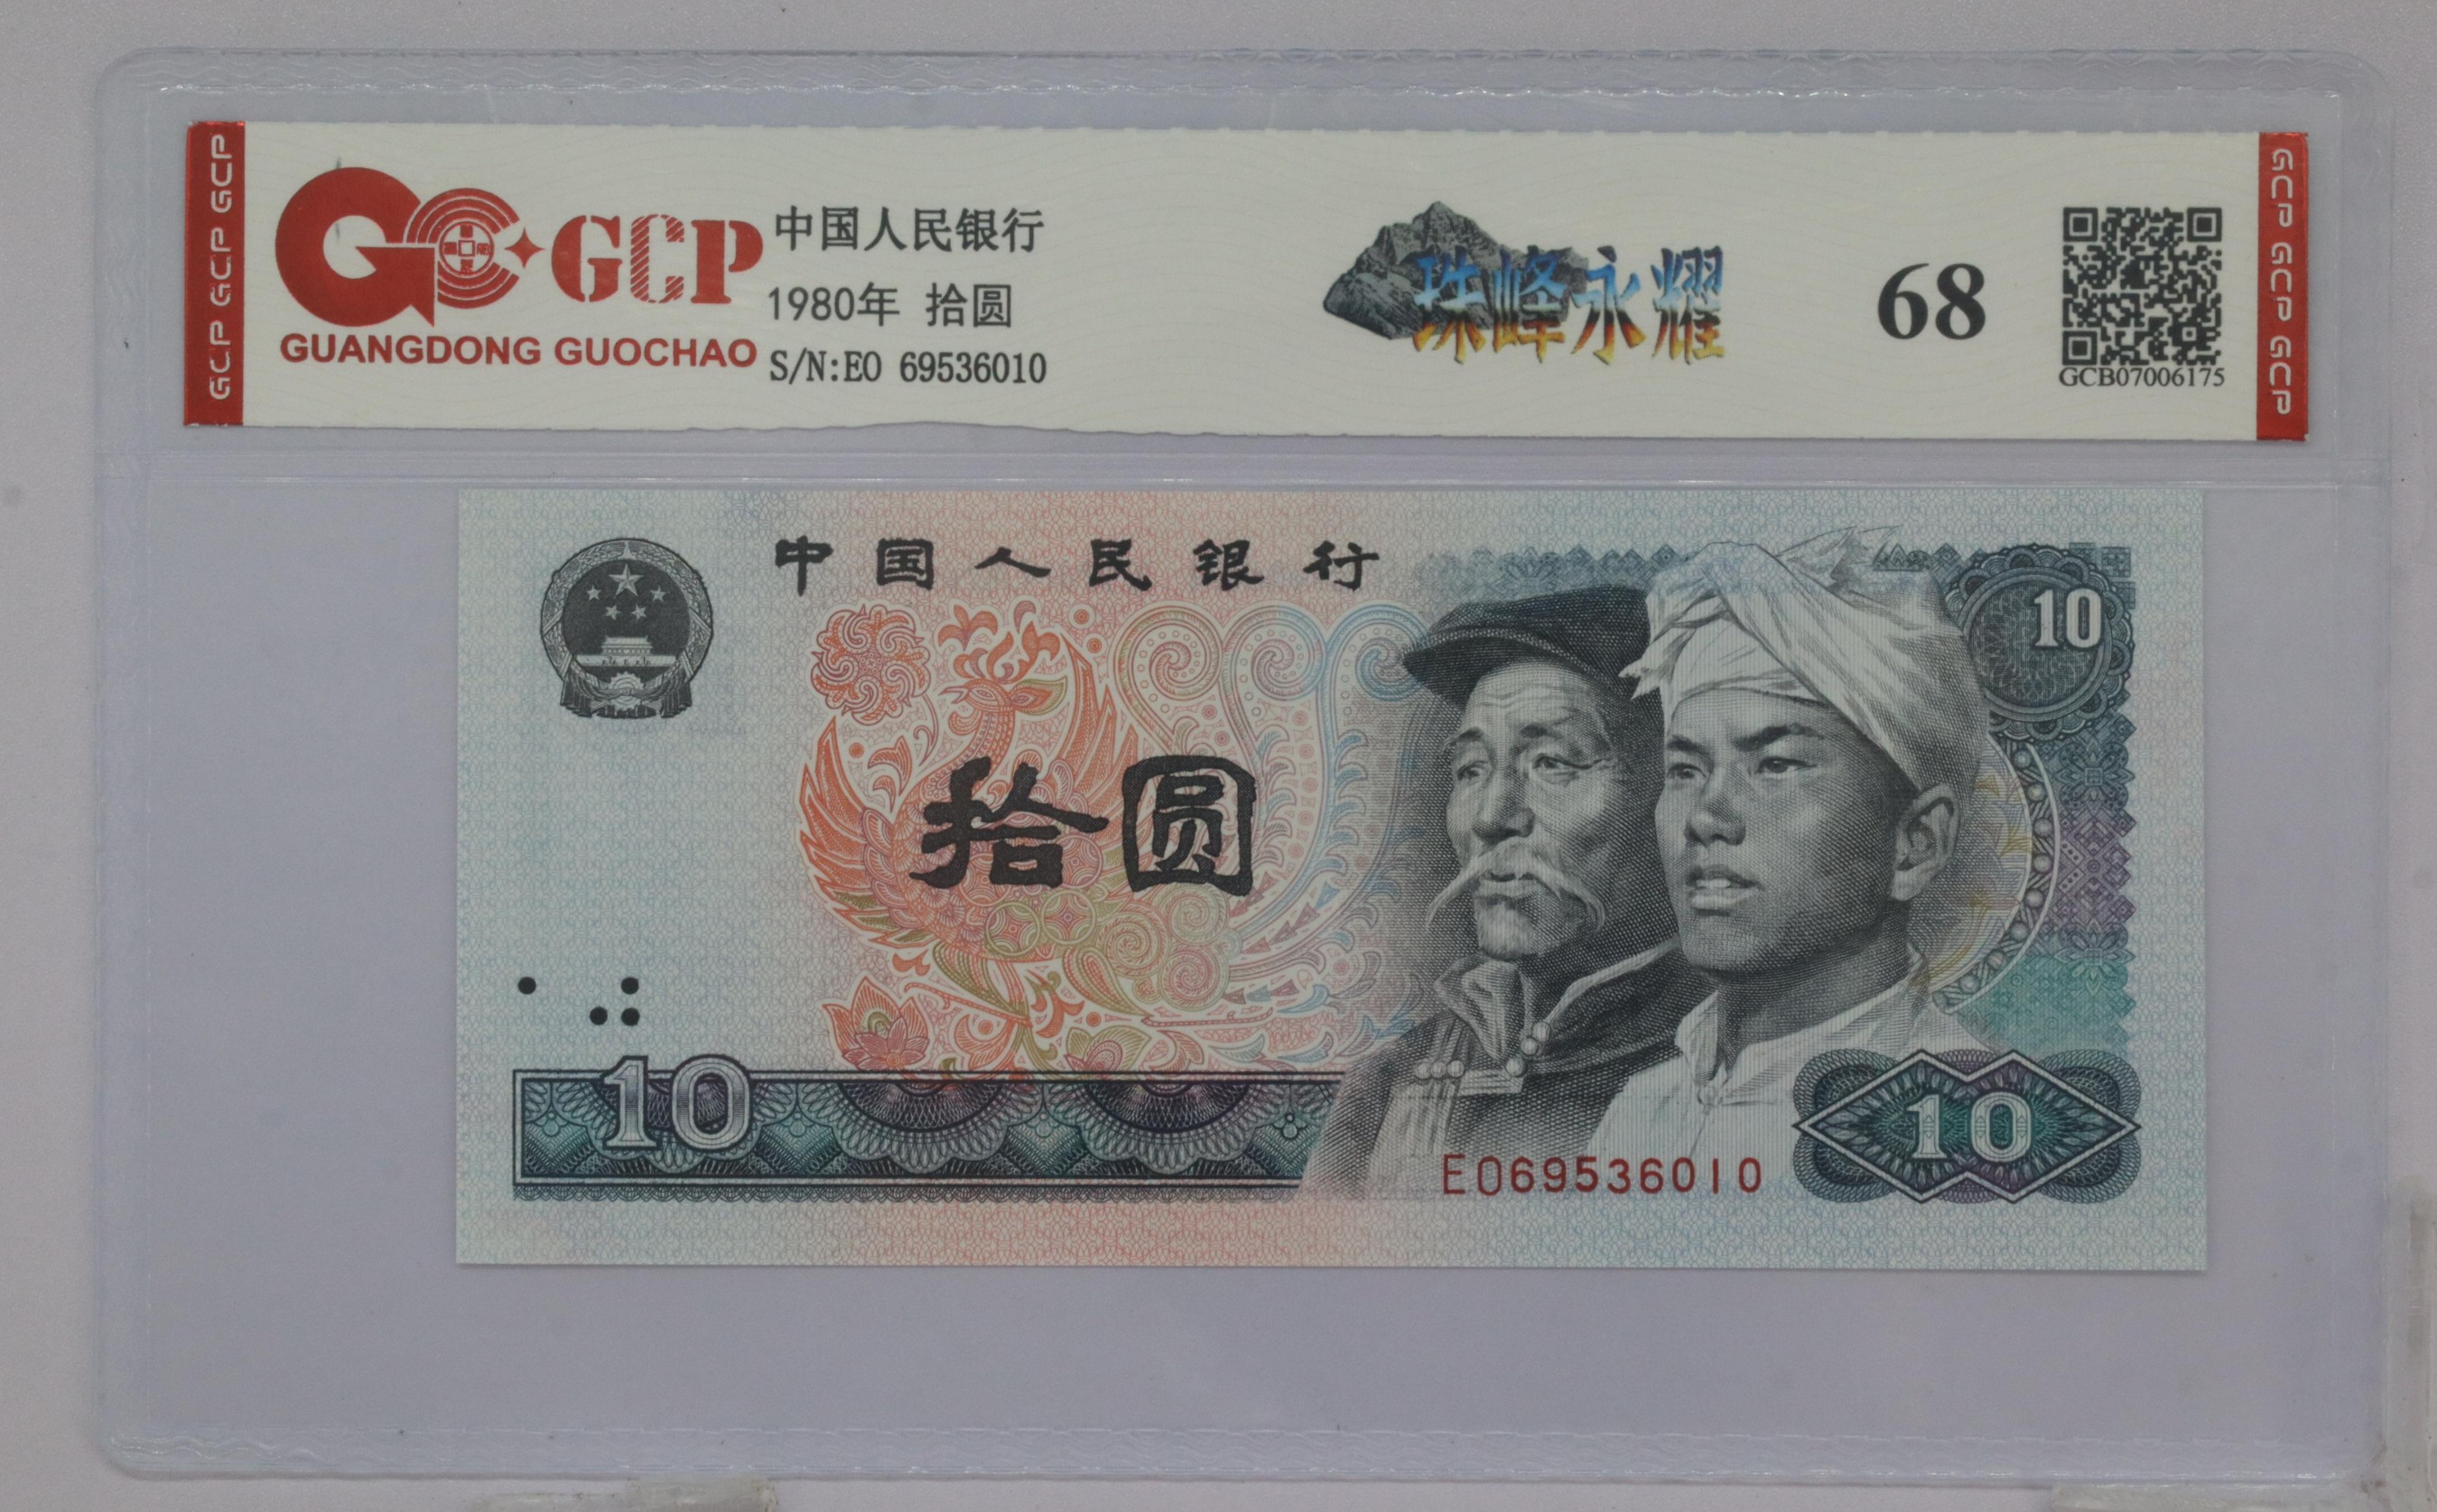 GCP GCP GCP
GCP
GUANGDONG GUOCHAO
中国人民银行
1980年 拾圆
S/N:EO 69536010
珠峰永耀
68
GCB07006175
GCP GCP GCP
中国人民银行
10
拾圆
10
EO69536010
10